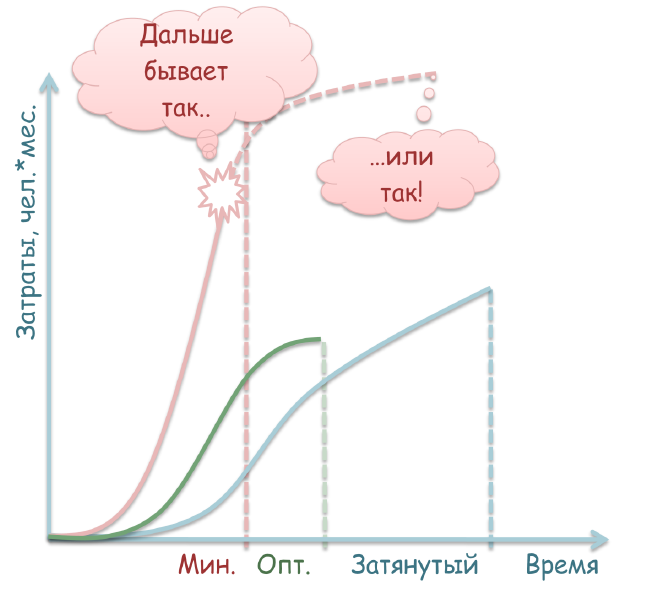 Дальше
бывает
так..
...или
так!
Затраты, чел.*мес.
Мин.
Опт.
Затянутый
Время